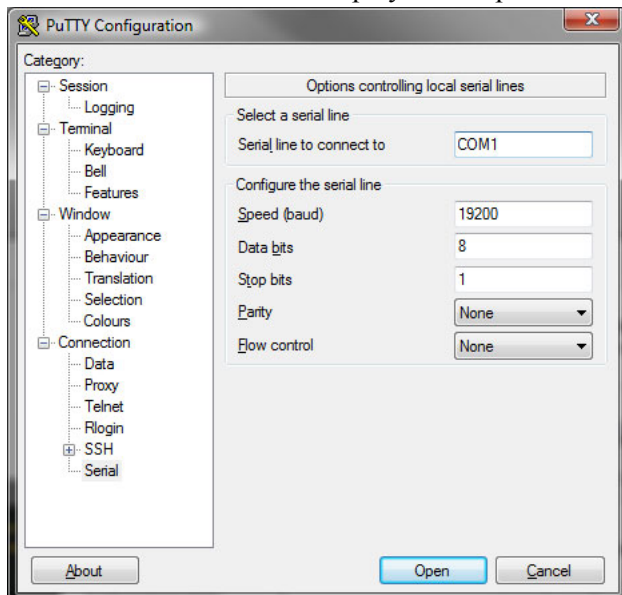 PuTTY Configuration
Category:
Session
Logging
Terminal
Keyboard
Bell
Features
Window
Appearance
Behaviour
Translation
Selection
Colours
Connection
Data
Proxy
Telnet
Rlogin
SSH
Serial
Options controlling local serial lines
Select a serial line
Serial line to connect to COM1
Configure the serial line
Speed (baud) 19200
Data bits 8
Stop bits 1
Parity None
Flow control None
About Open Cancel